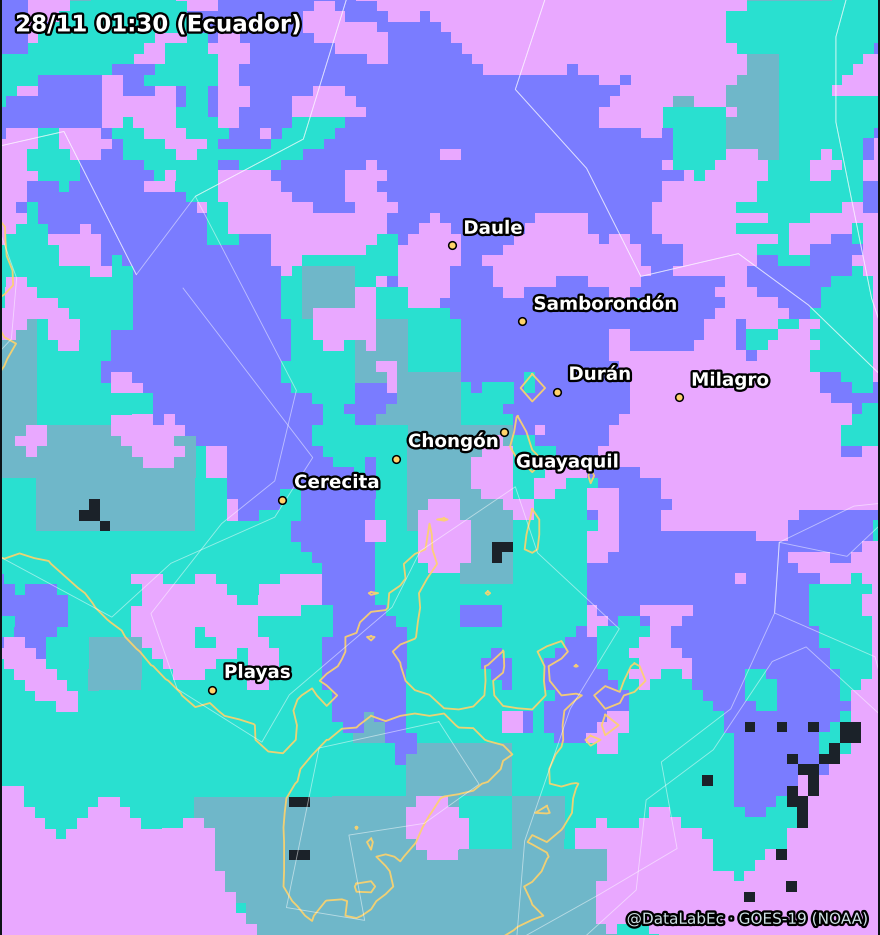 28/11 01:30 (Ecuador)
Daule
Samborondón
Durán
Milagro
Chongón
Guayaquil
Cerecita
Playas
@DataLabEc · GOES-19 (NOAA)